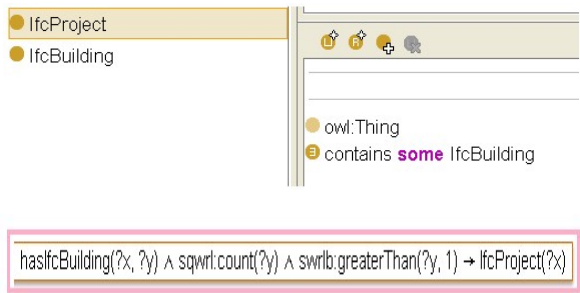 IfcProject
IfcBuilding
owl:Thing
contains some IfcBuilding
hasIfcBuilding(?x, ?y) ∧ sqwrl:count(?y) ∧ swrlb:greaterThan(?y, 1) → IfcProject(?x)